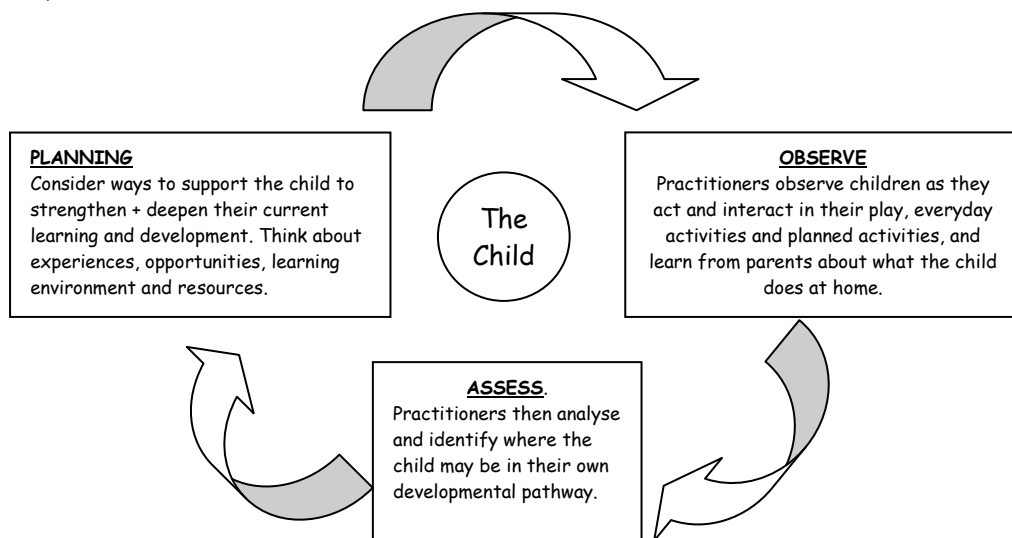 PLANNING
Consider ways to support the child to
strengthen + deepen their current
learning and development. Think about
experiences, opportunities, learning
environment and resources.
The
Child
OBSERVE
Practitioners observe children as they
act and interact in their play, everyday
activities and planned activities, and
learn from parents about what the child
does at home.
ASSESS.
Practitioners then analyse
and identify where the
child may be in their own
developmental pathway.